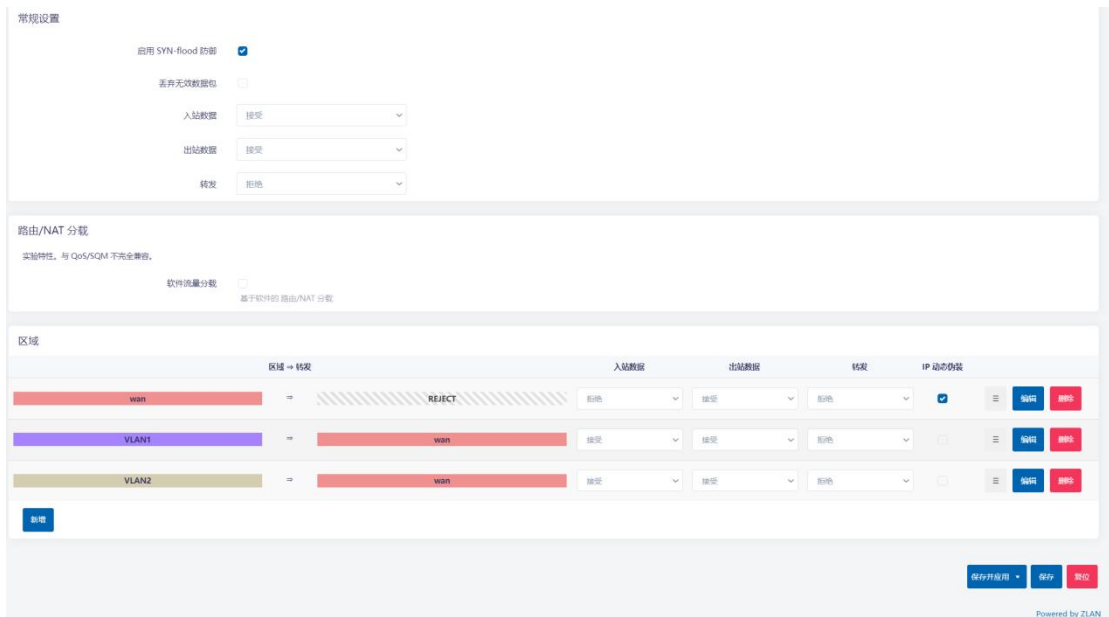 常规设置
启用 SYN-flood 防御
丢弃无效数据包
入站数据 接受
出站数据 接受
转发 拒绝
路由/NAT 分载
实验特性。与 QoS/SQM 不完全兼容。
软件流量分载
基于软件的 路由/NAT 分载
区域
区域 ⇒ 转发 入站数据 出站数据 转发 IP 动态伪装
wan ⇒ REJECT 拒绝 接受 拒绝 编辑 删除
VLAN1 ⇒ wan 接受 接受 拒绝 编辑 删除
VLAN2 ⇒ wan 接受 接受 拒绝 编辑 删除
新增
保存并应用 保存 复位
Powered by ZLAN